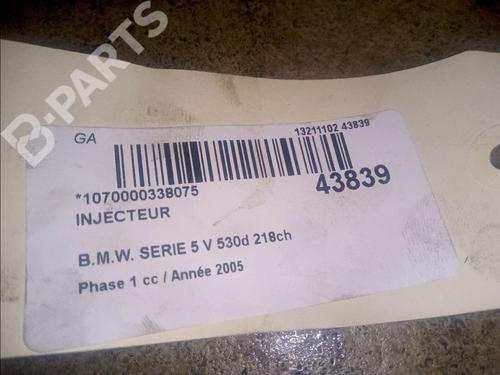 B-PARTS
GA
13211102 43839
*1070000338075
43839
INJECTEUR
B.M.W. SERIE 5 V 530d 218ch
Phase 1 cc / Année 2005